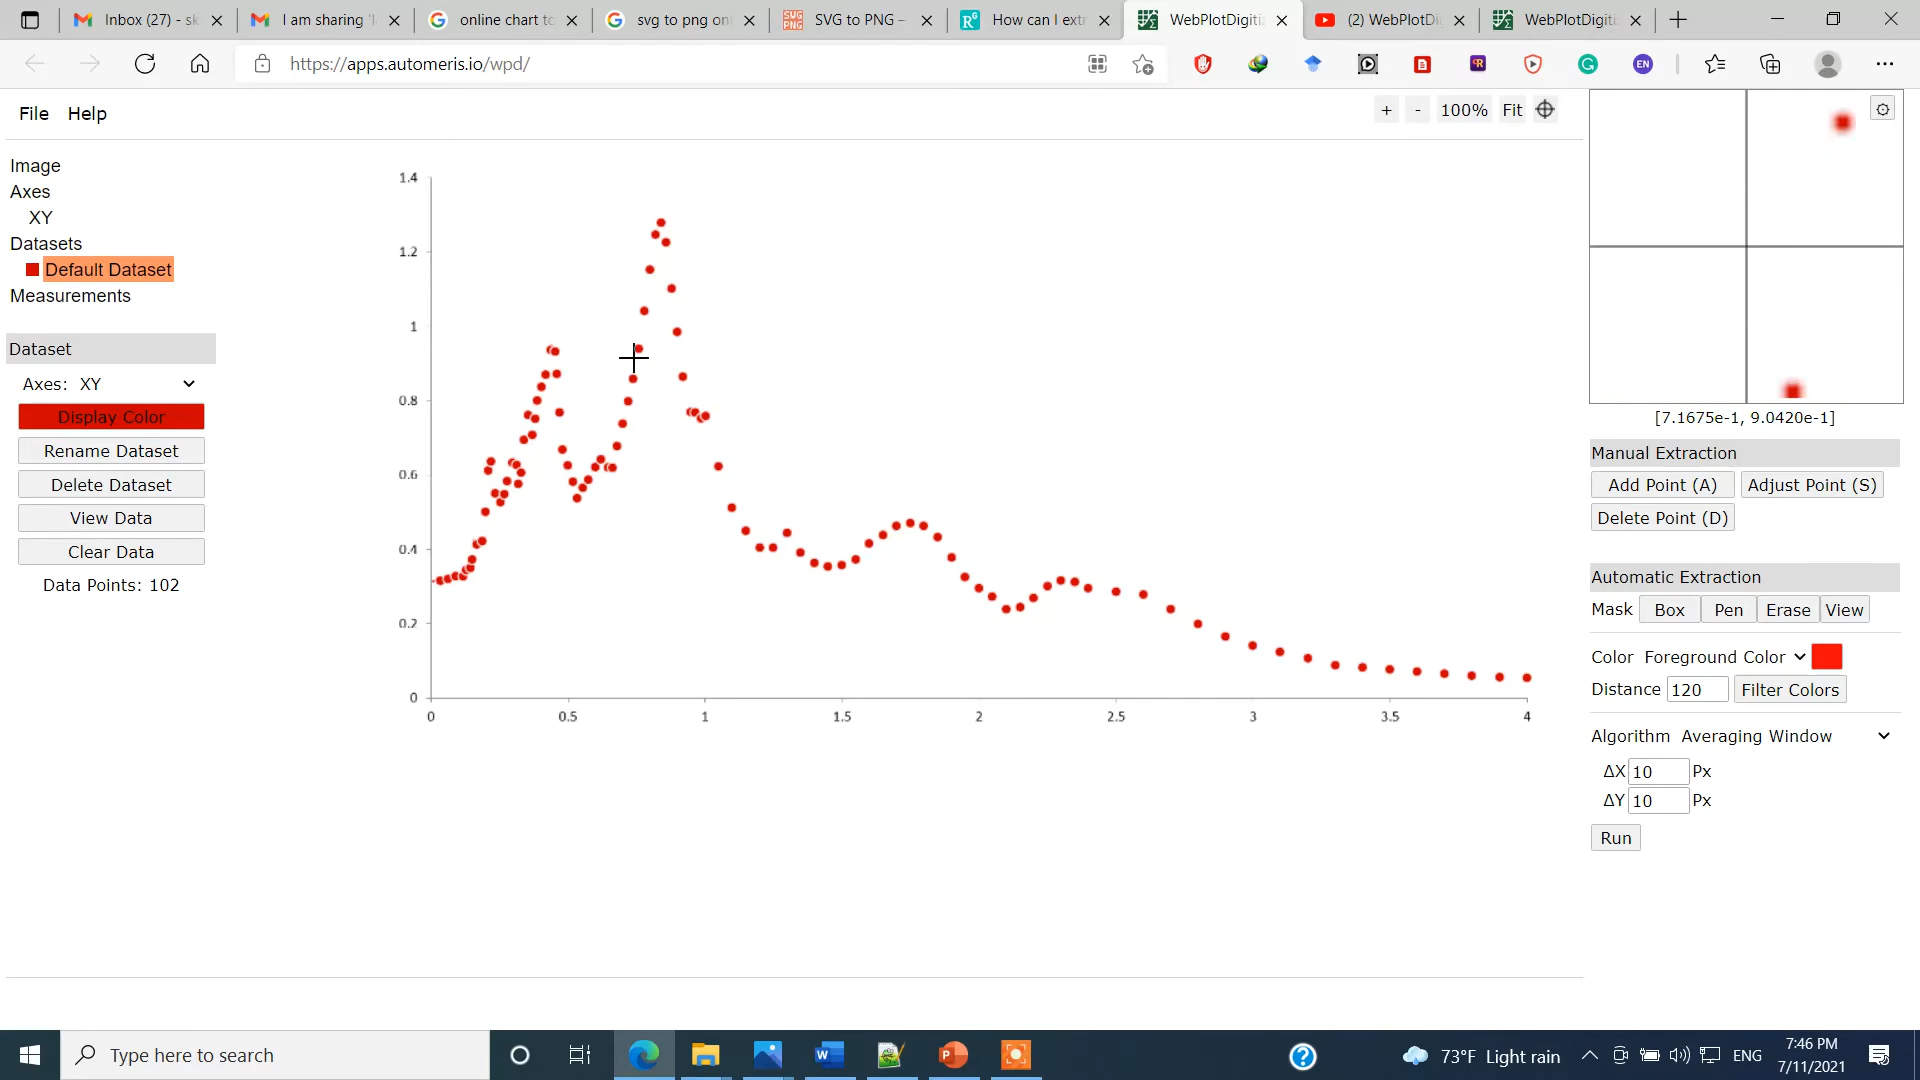 Inbox (27) - sk
I am sharing 'I
online chart to
svg to png on
SVG to PNG –
How can I extr
WebPlotDigiti
(2) WebPlotDi
WebPlotDigiti
https://apps.automeris.io/wpd/
File Help
+ - 100% Fit
Image
Axes
XY
Datasets
Default Dataset
Measurements
Dataset
Axes: XY
Display Color
Rename Dataset
Delete Dataset
View Data
Clear Data
Data Points: 102
1.4
1.2
1
0.8
0.6
0.4
0.2
0
0 0.5 1 1.5 2 2.5 3 3.5 4
[7.1675e-1, 9.0420e-1]
Manual Extraction
Add Point (A) Adjust Point (S)
Delete Point (D)
Automatic Extraction
Mask Box Pen Erase View
Color Foreground Color
Distance 120 Filter Colors
Algorithm Averaging Window
ΔX 10 Px
ΔY 10 Px
Run
Type here to search
73°F Light rain
ENG
7:46 PM
7/11/2021